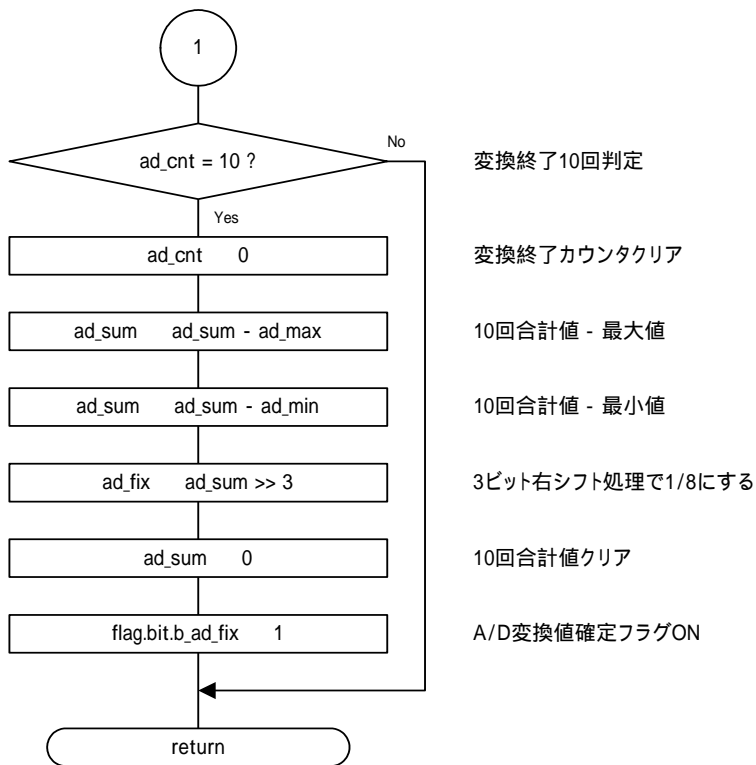 1
No
ad_cnt = 10 ?
変換終了10回判定
Yes
ad_cnt 0
変換終了カウンタクリア
ad_sum ad_sum - ad_max
10回合計値 - 最大値
ad_sum ad_sum - ad_min
10回合計値 - 最小値
ad_fix ad_sum >> 3
3ビット右シフト処理で1/8にする
ad_sum 0
10回合計値クリア
flag.bit.b_ad_fix 1
A/D変換値確定フラグON
return